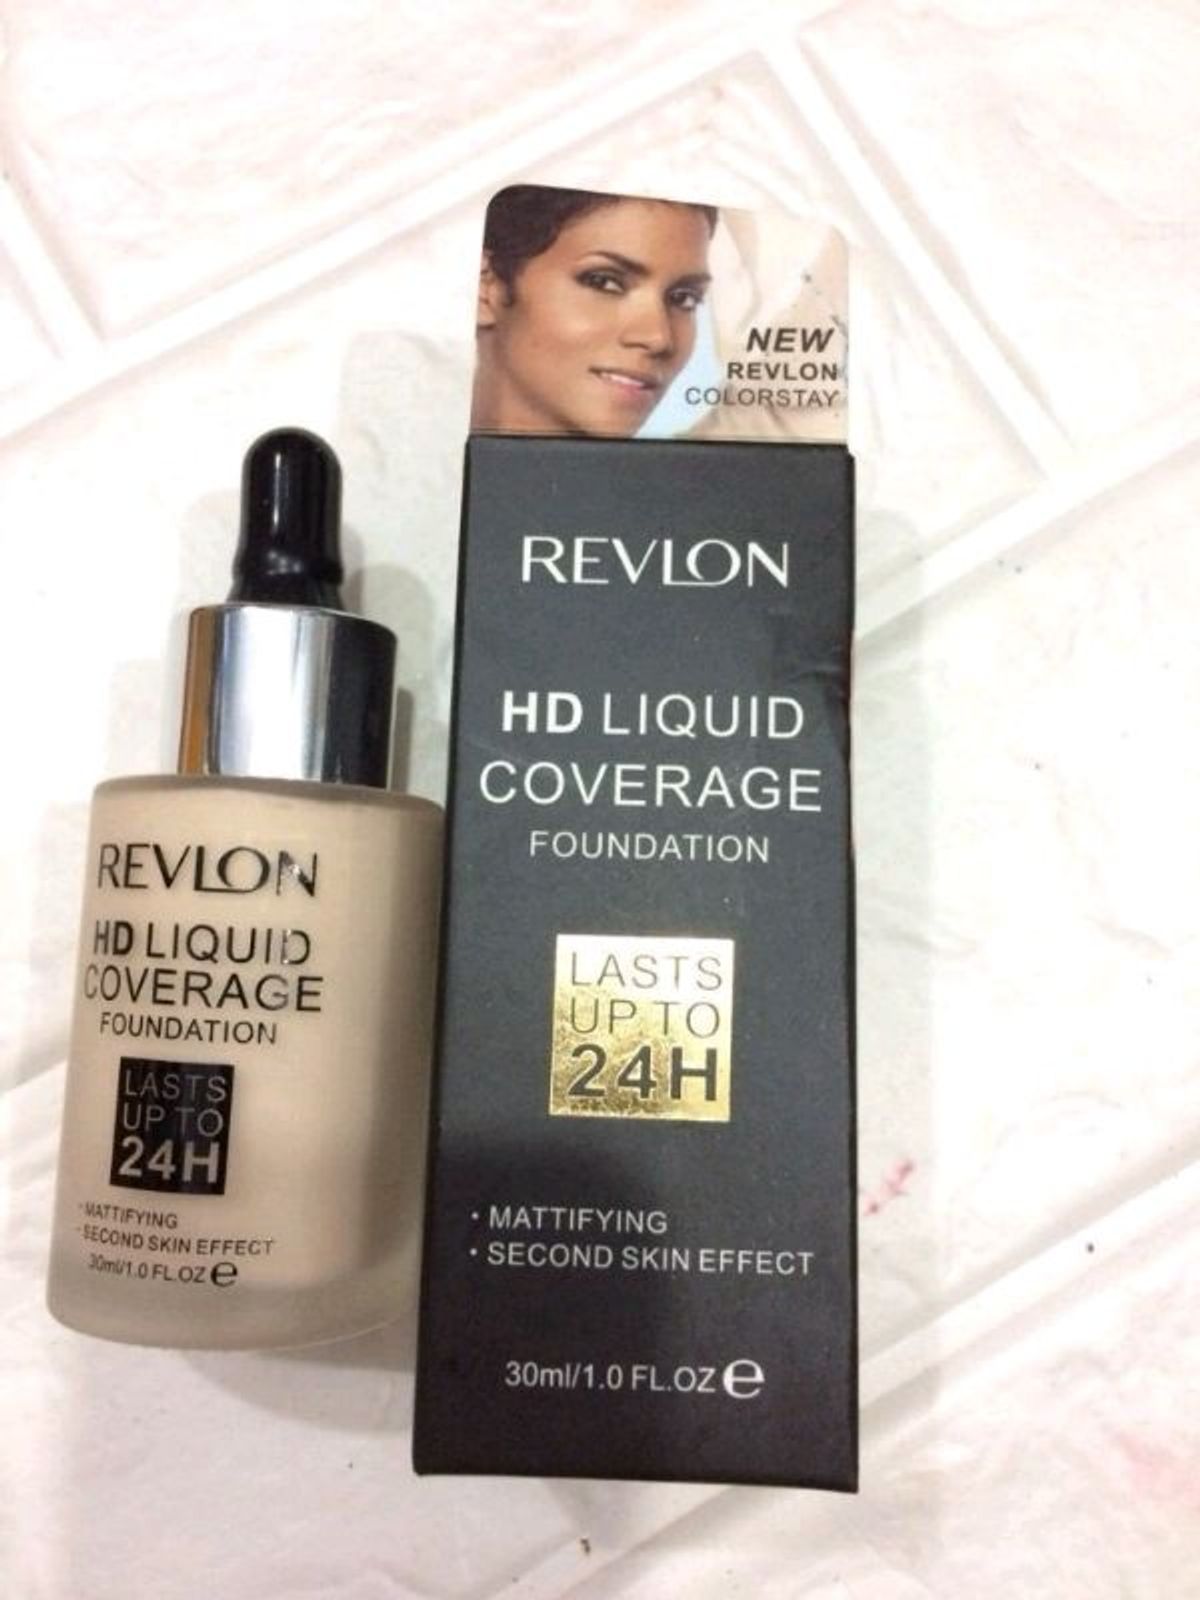 NEW
REVLON
COLORSTAY
REVLON
HD LIQUID
COVERAGE
FOUNDATION
LASTS
UP TO
24H
• MATTIFYING
• SECOND SKIN EFFECT
30ml/1.0 FL.OZ e
REVLON
HD LIQUID
COVERAGE
FOUNDATION
LASTS
UP TO
24H
• MATTIFYING
• SECOND SKIN EFFECT
30ml/1.0 FL.OZ e